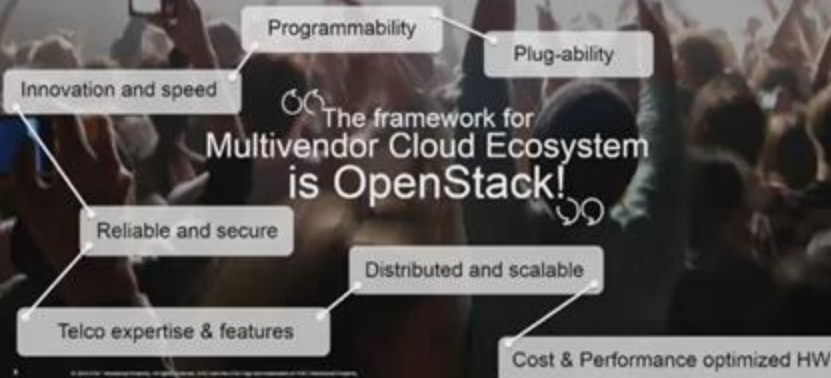 Programmability
Plug-ability
Innovation and speed
“The framework for
Multivendor Cloud Ecosystem
is OpenStack!”
Reliable and secure
Distributed and scalable
Telco expertise & features
Cost & Performance optimized HW